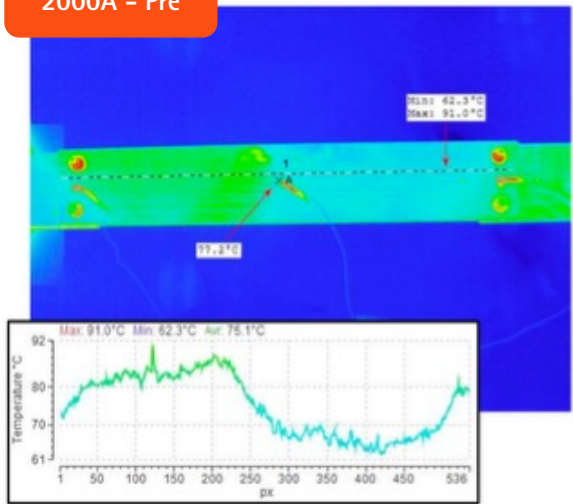 2000A – Pre
Min: 62.3°C
Max: 91.0°C
1
A
77.2°C
Max: 91.0°C Min: 62.3°C Avr: 75.1°C
Temperature °C
92
80
70
61
1 50 100 150 200 250 300 350 400 450 536
px